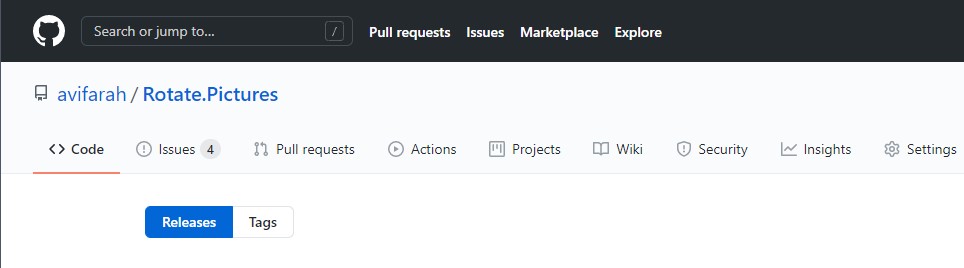 Search or jump to... / Pull requests Issues Marketplace Explore
avifarah / Rotate.Pictures
<> Code Issues 4 Pull requests Actions Projects Wiki Security Insights Settings
Releases Tags